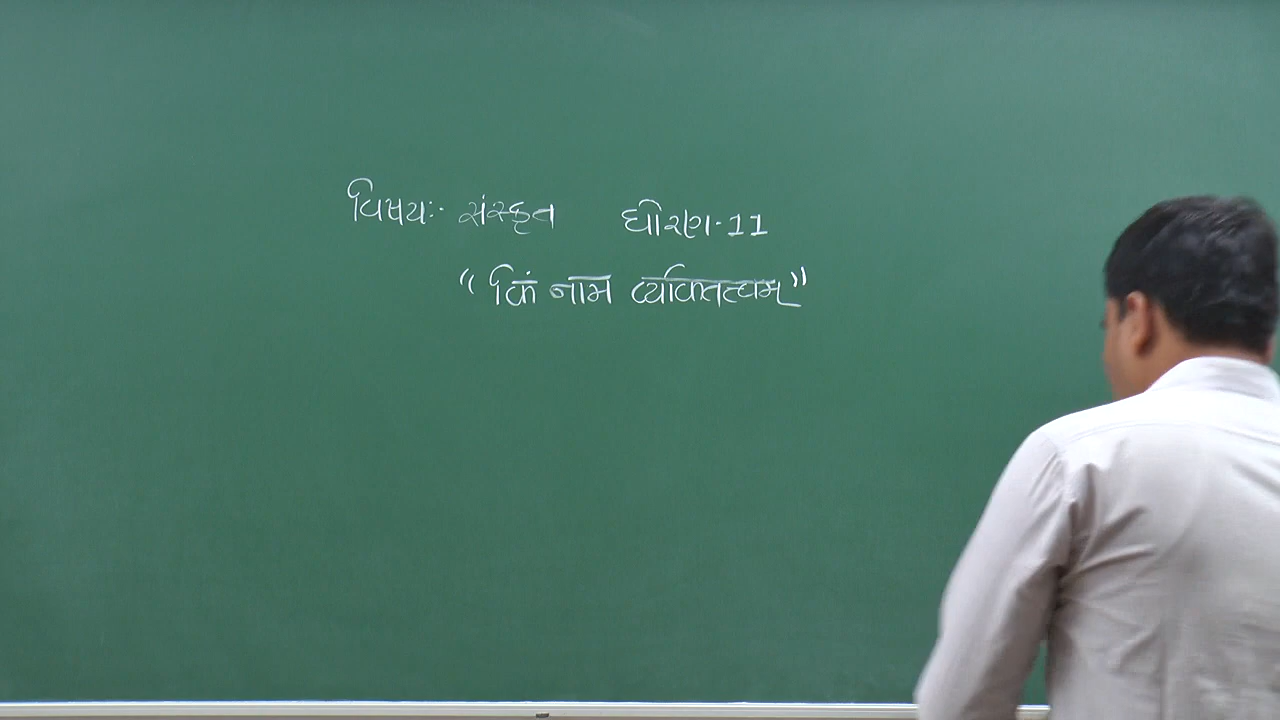 વિષયઃ- સંસ્કૃત ધોરણ-11
"किं नाम व्यक्तित्वम्"